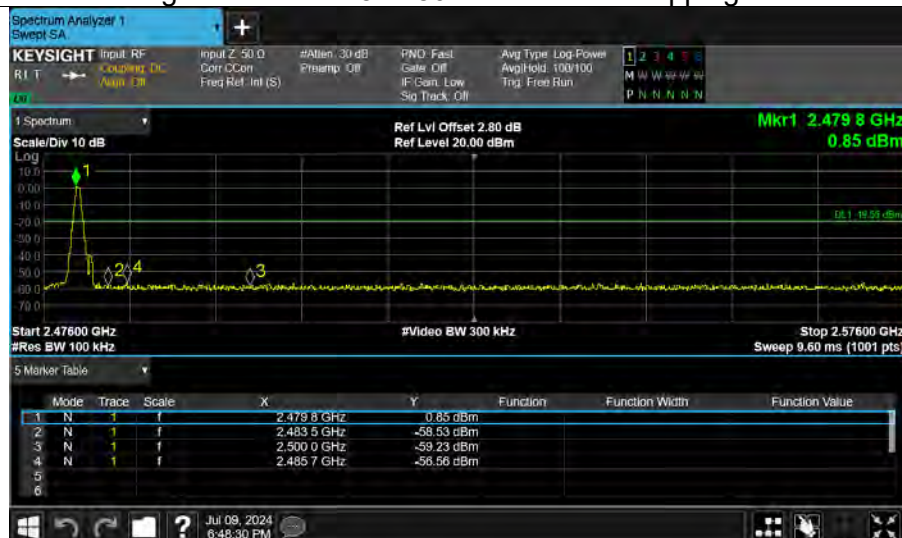 Spectrum Analyzer 1
Swept SA
+
KEYSIGHT Input: RF Input Z: 50 Ω #Atten: 30 dB PNO: Fast Avg Type: Log-Power 1 2 3 4 5 6
RL T Coupling: DC Corr CCorr Preamp: Off Gate: Off Avg|Hold: 100/100 M W W W W W
Align: Off Freq Ref: Int (S) IF Gain: Low Trig: Free Run P N N N N N
Sig Track: Off
1 Spectrum Ref Lvl Offset 2.80 dB Mkr1 2.479 8 GHz
Scale/Div 10 dB Ref Level 20.00 dBm 0.85 dBm
Log
10.0 1
0.00
-10.0
-20.0
-30.0
-40.0
-50.0 2 4 3
-60.0
-70.0
Start 2.47600 GHz #Video BW 300 kHz Stop 2.57600 GHz
#Res BW 100 kHz Sweep 9.60 ms (1001 pts)
5 Marker Table
Mode Trace Scale X Y Function Function Width Function Value
1 N 1 f 2.479 8 GHz 0.85 dBm
2 N 1 f 2.483 5 GHz -58.53 dBm
3 N 1 f 2.500 0 GHz -59.23 dBm
4 N 1 f 2.485 7 GHz -56.56 dBm
5
6
? Jul 09, 2024
6:48:30 PM